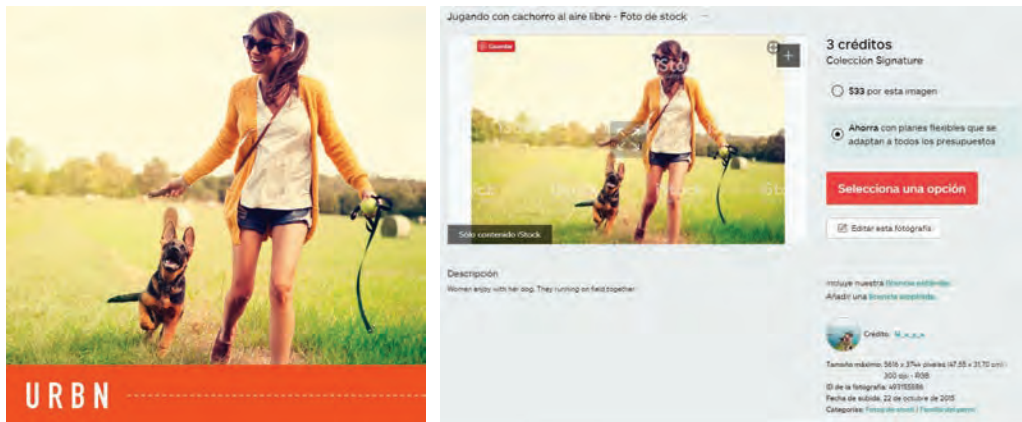 URBN
Jugando con cachorro al aire libre - Foto de stock
Guardar
iStock
iStock
Sólo contenido iStock
Descripción
Women enjoy with her dog. They running on field together
3 créditos
Colección Signature
$33 por esta imagen
Ahorra con planes flexibles que se
adaptan a todos los presupuestos
Selecciona una opción
Editar esta fotografía
Incluye nuestra licencia estándar.
Añadir una licencia ampliada.
Crédito:
Tamaño máximo: 5616 x 3744 píxeles (47,55 x 31,70 cm) -
300 ppp - RGB
ID de la fotografía: 493155586
Fecha de subida: 22 de octubre de 2015
Categorías: Fotos de stock | Familia del perro